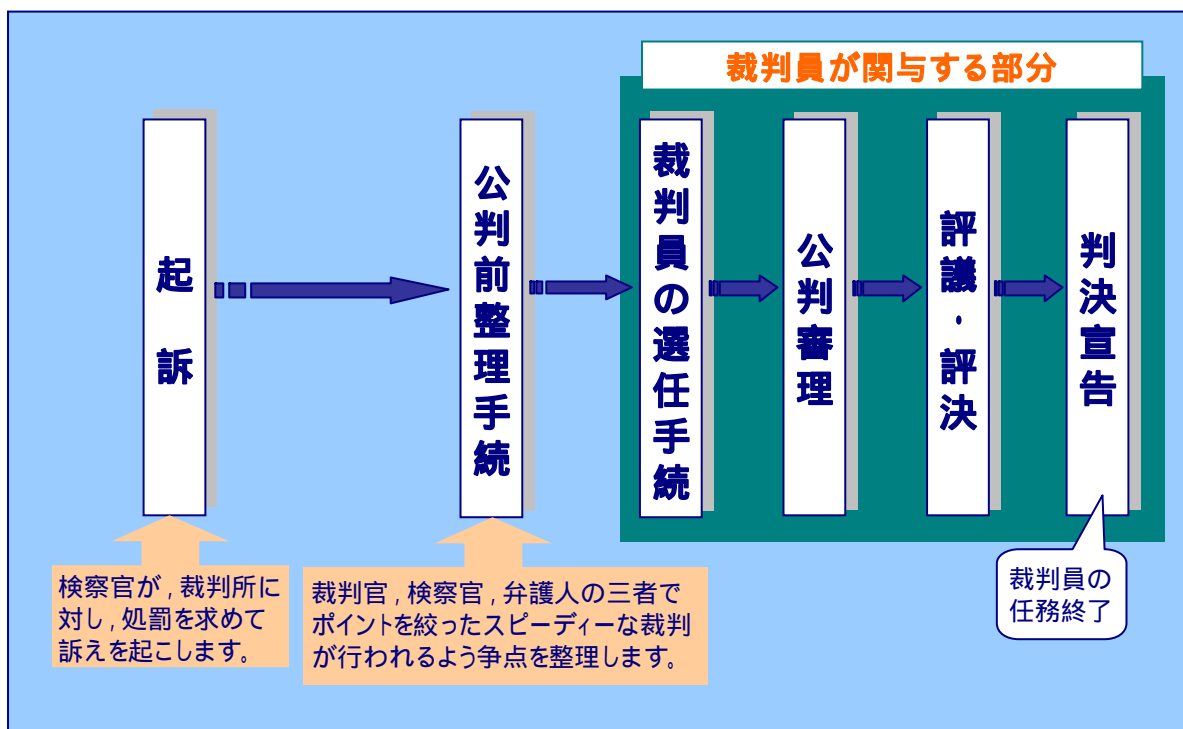 裁判員が関与する部分
起訴
公判前整理手続
裁判員の選任手続
公判審理
評議・評決
判決宣告
検察官が,裁判所に
対し,処罰を求めて
訴えを起こします。
裁判官,検察官,弁護人の三者で
ポイントを絞ったスピーディーな裁判
が行われるよう争点を整理します。
裁判員の
任務終了